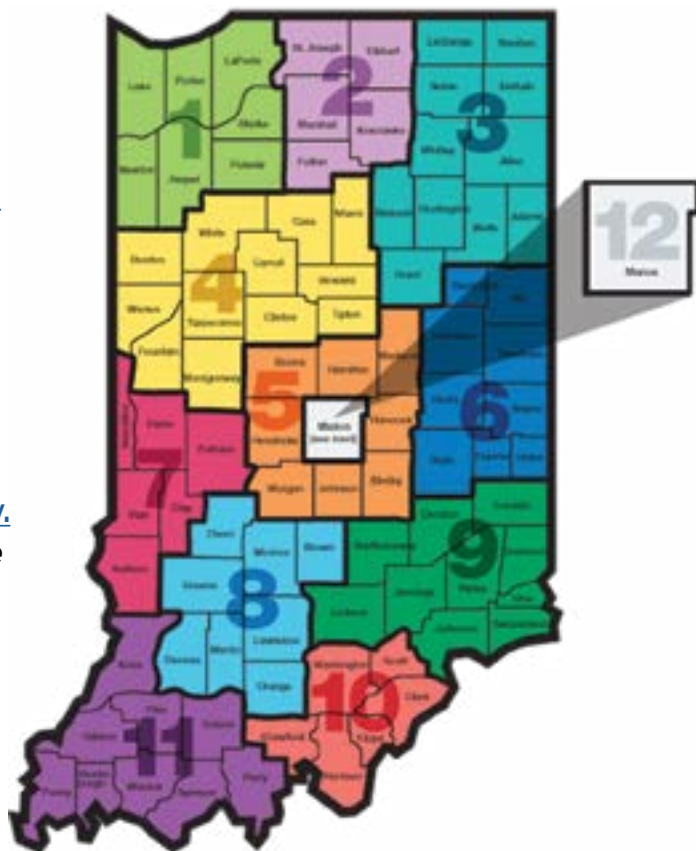 1
Lake
Porter
LaPorte
Starke
Newton
Jasper
Pulaski
2
St. Joseph
Elkhart
Marshall
Kosciusko
Fulton
3
LaGrange
Steuben
Noble
DeKalb
Whitley
Allen
Wabash
Huntington
Wells
Adams
Grant
4
White
Cass
Miami
Benton
Carroll
Howard
Warren
Tippecanoe
Clinton
Tipton
Fountain
Montgomery
5
Boone
Hamilton
Madison
Hendricks
Marion
(see inset)
Hancock
Morgan
Johnson
Shelby
12
Marion
6
Rush
Fayette
Union
Wayne
7
Parke
Putnam
Vigo
Clay
Sullivan
8
Owen
Monroe
Brown
Greene
Daviess
Martin
Lawrence
Orange
9
Decatur
Franklin
Bartholomew
Jackson
Jennings
Ripley
Dearborn
Ohio
Jefferson
Switzerland
10
Washington
Scott
Clark
Crawford
Floyd
Harrison
11
Knox
Gibson
Pike
Dubois
Posey
Warrick
Spencer
Perry
y.
e